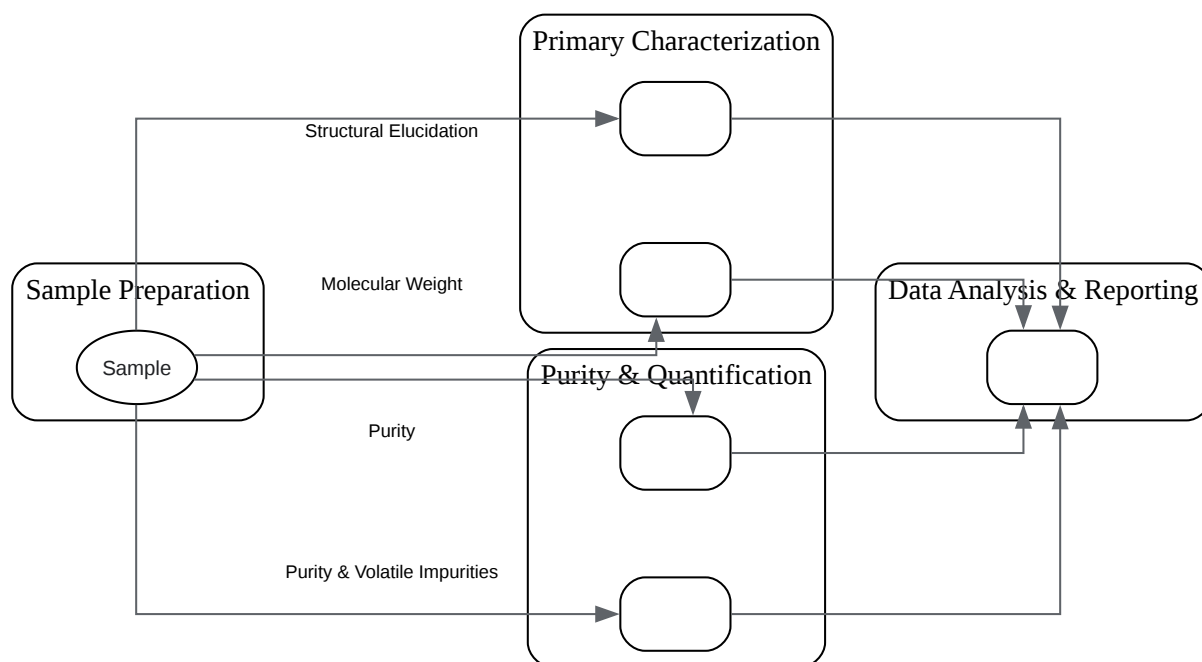 Primary Characterization
Structural Elucidation
Sample Preparation
Molecular Weight
Data Analysis & Reporting
Sample
Purity & Quantification
Purity
Purity & Volatile Impurities